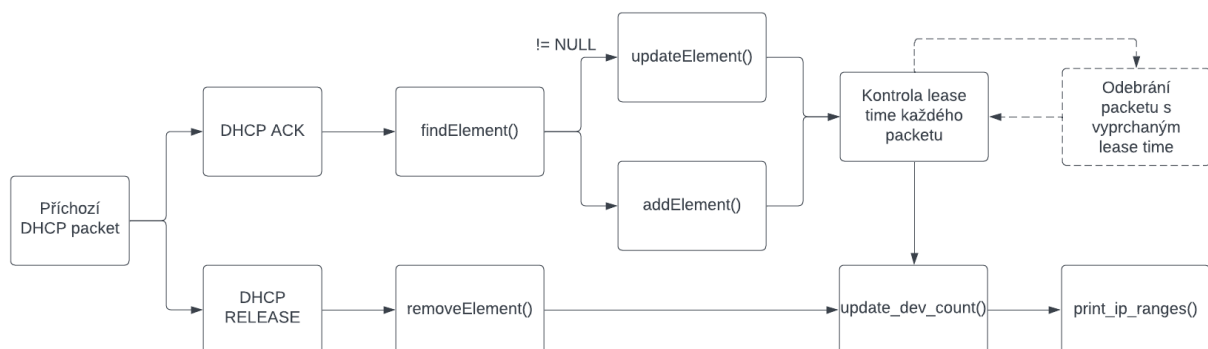 != NULL
updateElement()
Kontrola lease
time každého
packetu
Odebrání
packetu s
vyprchaným
lease time
DHCP ACK
findElement()
addElement()
Příchozí
DHCP packet
DHCP
RELEASE
removeElement()
update_dev_count()
print_ip_ranges()